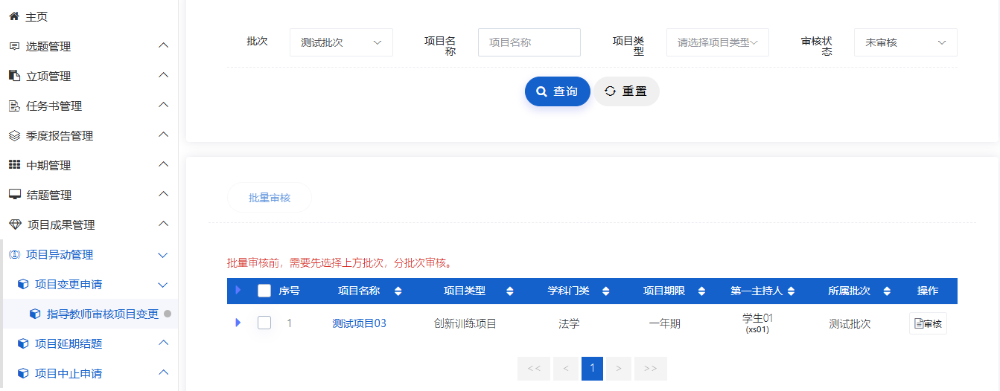 主页
选题管理
立项管理
任务书管理
季度报告管理
中期管理
结题管理
项目成果管理
项目异动管理
项目变更申请
指导教师审核项目变更
项目延期结题
项目中止申请
批次 测试批次 项目名称 项目名称 项目类型 请选择项目类型 审核状态 未审核
查询 重置
批量审核
批量审核前，需要先选择上方批次，分批次审核。
序号 项目名称 项目类型 学科门类 项目期限 第一主持人 所属批次 操作
1 测试项目03 创新训练项目 法学 一年期 学生01 测试批次 审核
(xs01)
<< < 1 > >>